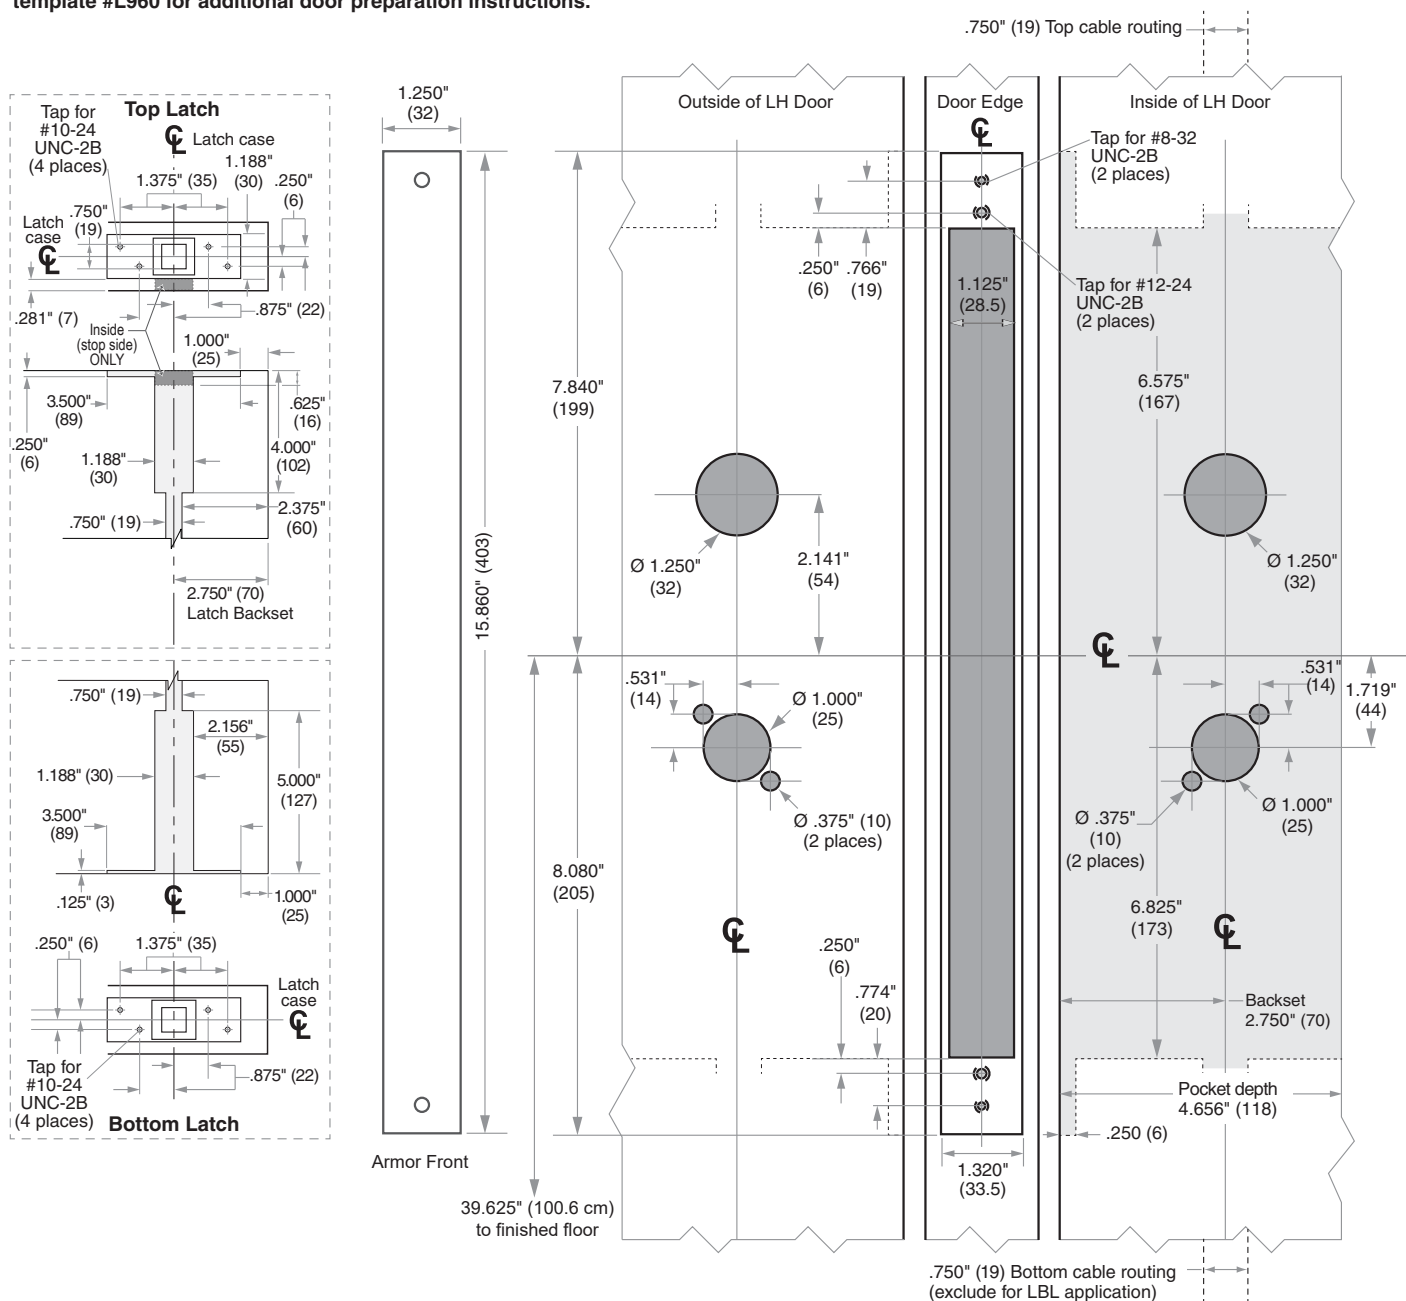 template #L960 for additional door preparation instructions.
.750" (19) Top cable routing
Top Latch
Tap for
#10-24
UNC-2B
(4 places)
℄ Latch case
1.188"
(30)
1.375" (35)
.250"
(6)
.750"
(19)
Latch
case
℄
.281" (7)
.875" (22)
Inside
(stop side)
ONLY
1.000"
(25)
3.500"
(89)
.625"
(16)
.250"
(6)
4.000"
(102)
1.188"
(30)
2.375"
(60)
.750" (19)
2.750" (70)
Latch Backset
.750" (19)
2.156"
(55)
1.188" (30)
5.000"
(127)
3.500"
(89)
.125" (3)
℄
1.000"
(25)
.250" (6)
1.375" (35)
Latch
case
℄
Tap for
#10-24
UNC-2B
(4 places)
.875" (22)
Bottom Latch
1.250"
(32)
15.860" (403)
Armor Front
39.625" (100.6 cm)
to finished floor
Outside of LH Door
7.840"
(199)
.250"
(6)
.766"
(19)
Ø 1.250"
(32)
2.141"
(54)
.531"
(14)
Ø 1.000"
(25)
Ø .375" (10)
(2 places)
8.080"
(205)
℄
.250"
(6)
.774"
(20)
Door Edge
℄
Tap for #8-32
UNC-2B
(2 places)
Tap for #12-24
UNC-2B
(2 places)
1.125"
(28.5)
1.320"
(33.5)
Inside of LH Door
6.575"
(167)
Ø 1.250"
(32)
℄
.531"
(14)
1.719"
(44)
Ø .375"
(10)
(2 places)
Ø 1.000"
(25)
6.825"
(173)
℄
Backset
2.750" (70)
Pocket depth
4.656" (118)
.250 (6)
.750" (19) Bottom cable routing
(exclude for LBL application)